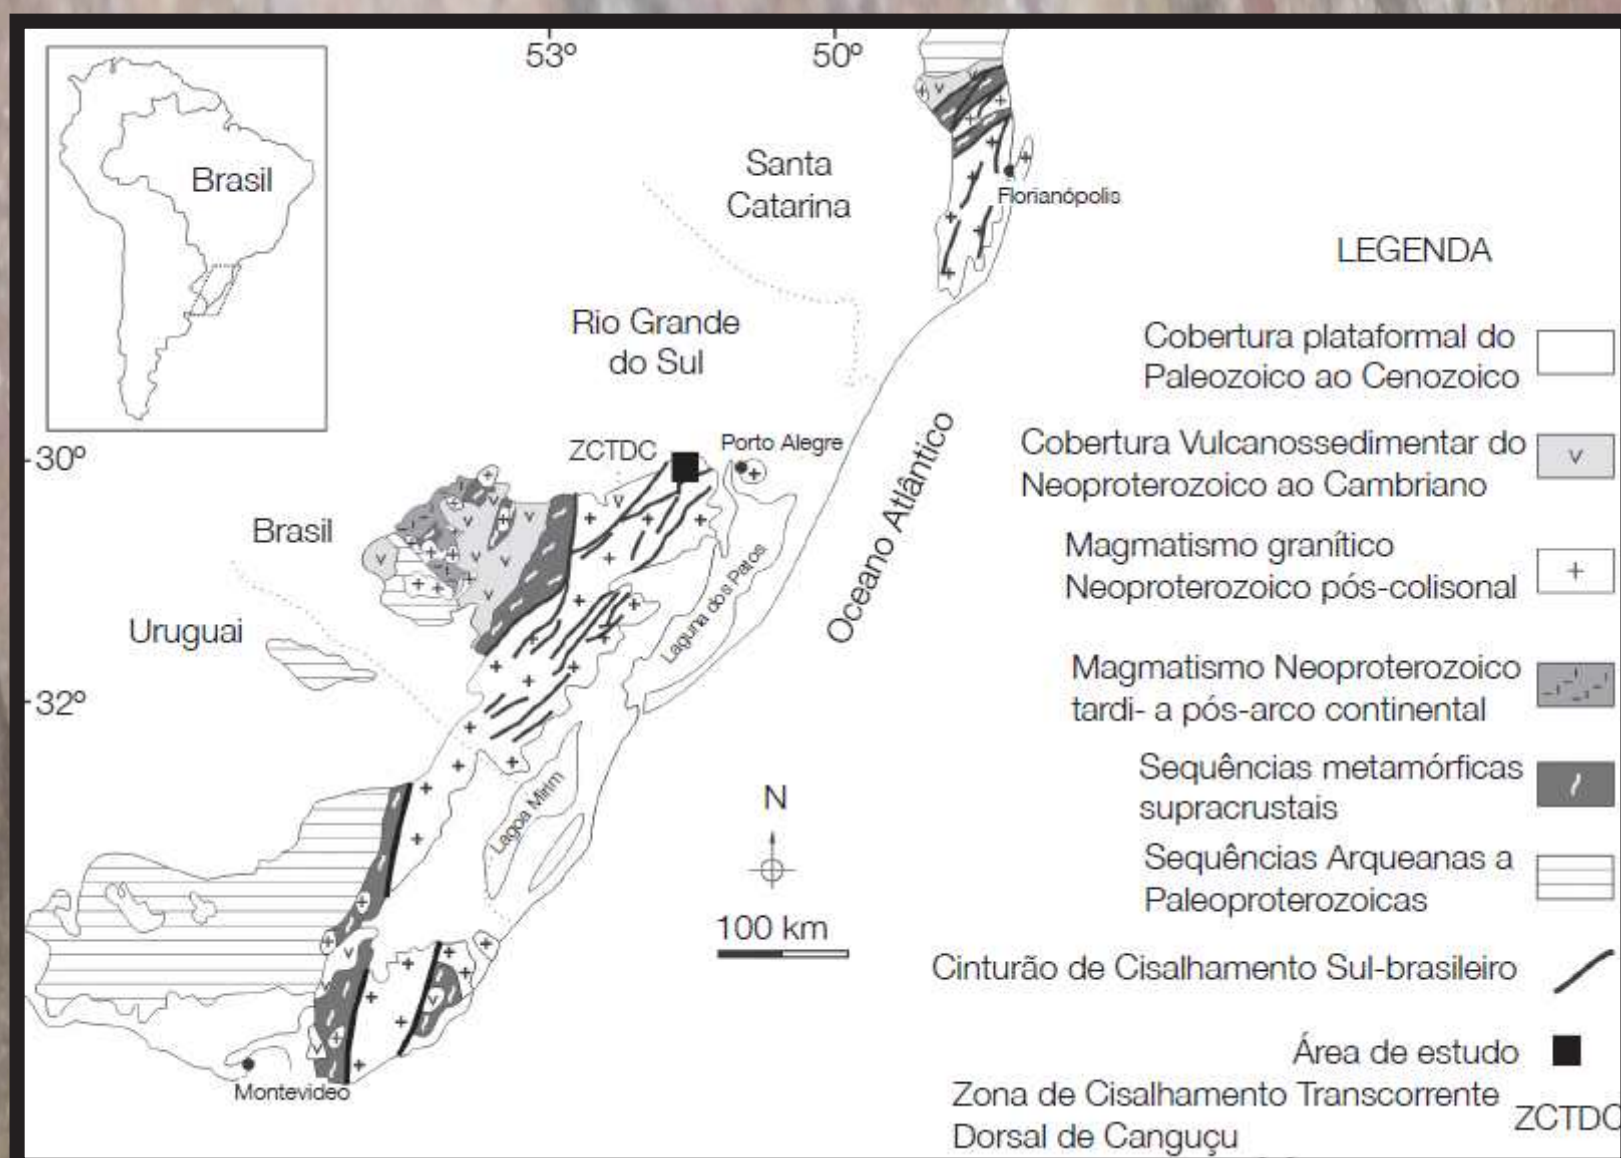 53º
50º
Brasil
Santa
Catarina
Florianópolis
Rio Grande
do Sul
ZCTDC
Porto Alegre
30º
Brasil
Uruguai
Laguna dos Patos
Oceano Atlântico
32º
Lagoa Mirim
N
100 km
Montevideo
LEGENDA
Cobertura plataformal do
Paleozoico ao Cenozoico
Cobertura Vulcanossedimentar do
Neoproterozoico ao Cambriano
Magmatismo granítico
Neoproterozoico pós-colisonal
Magmatismo Neoproterozoico
tardi- a pós-arco continental
Sequências metamórficas
supracrustais
Sequências Arqueanas a
Paleoproterozoicas
Cinturão de Cisalhamento Sul-brasileiro
Área de estudo
Zona de Cisalhamento Transcorrente
Dorsal de Canguçu
ZCTDC